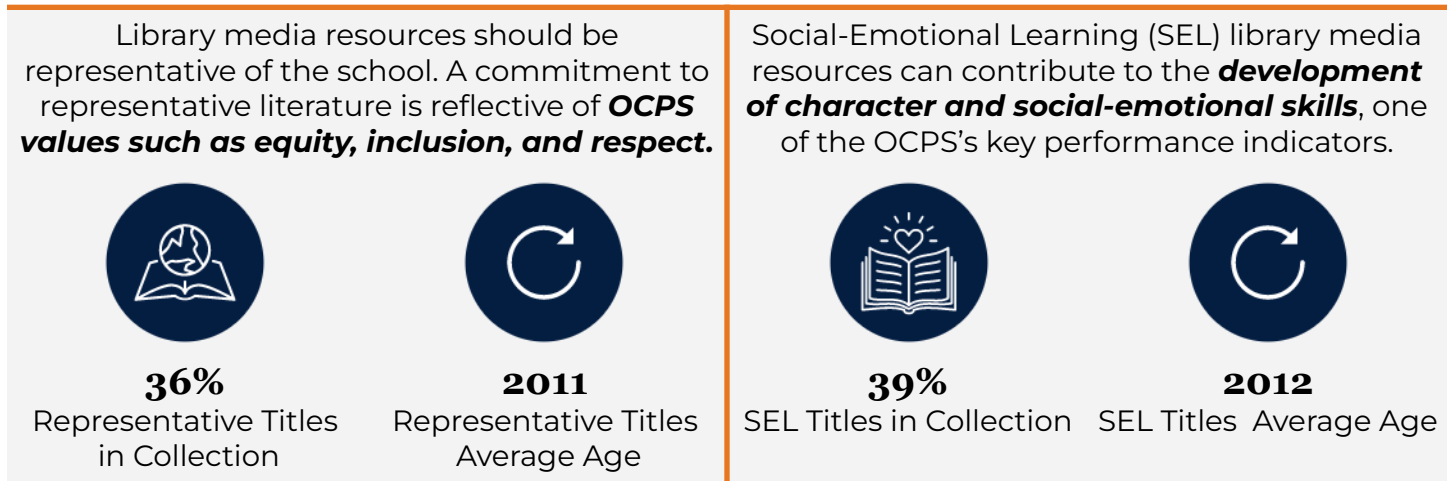 Library media resources should be
representative of the school. A commitment to
representative literature is reflective of OCPS
values such as equity, inclusion, and respect.
36%
Representative Titles
in Collection
2011
Representative Titles
Average Age
Social-Emotional Learning (SEL) library media
resources can contribute to the development
of character and social-emotional skills, one
of the OCPS’s key performance indicators.
39%
SEL Titles in Collection
2012
SEL Titles  Average Age